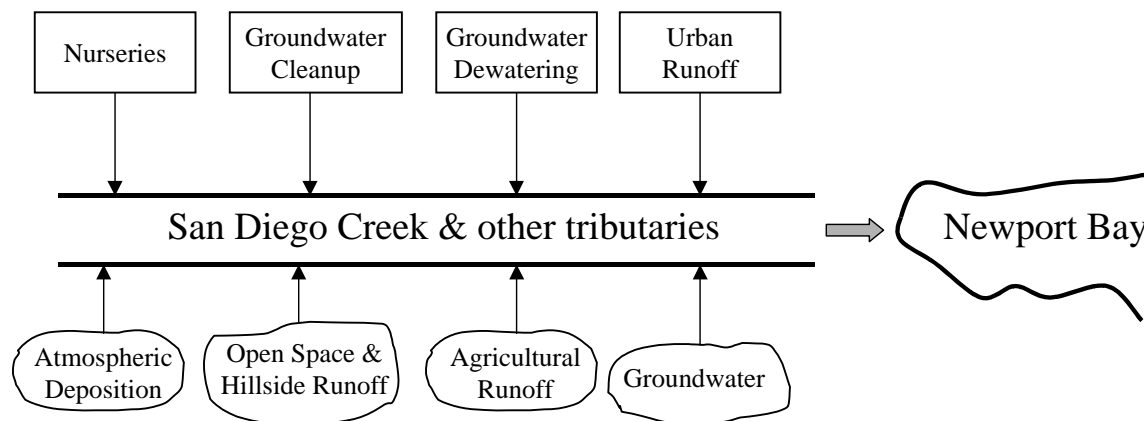 Nurseries
Groundwater
Cleanup
Groundwater
Dewatering
Urban
Runoff
San Diego Creek & other tributaries
Newport Bay
Atmospheric
Deposition
Open Space &
Hillside Runoff
Agricultural
Runoff
Groundwater